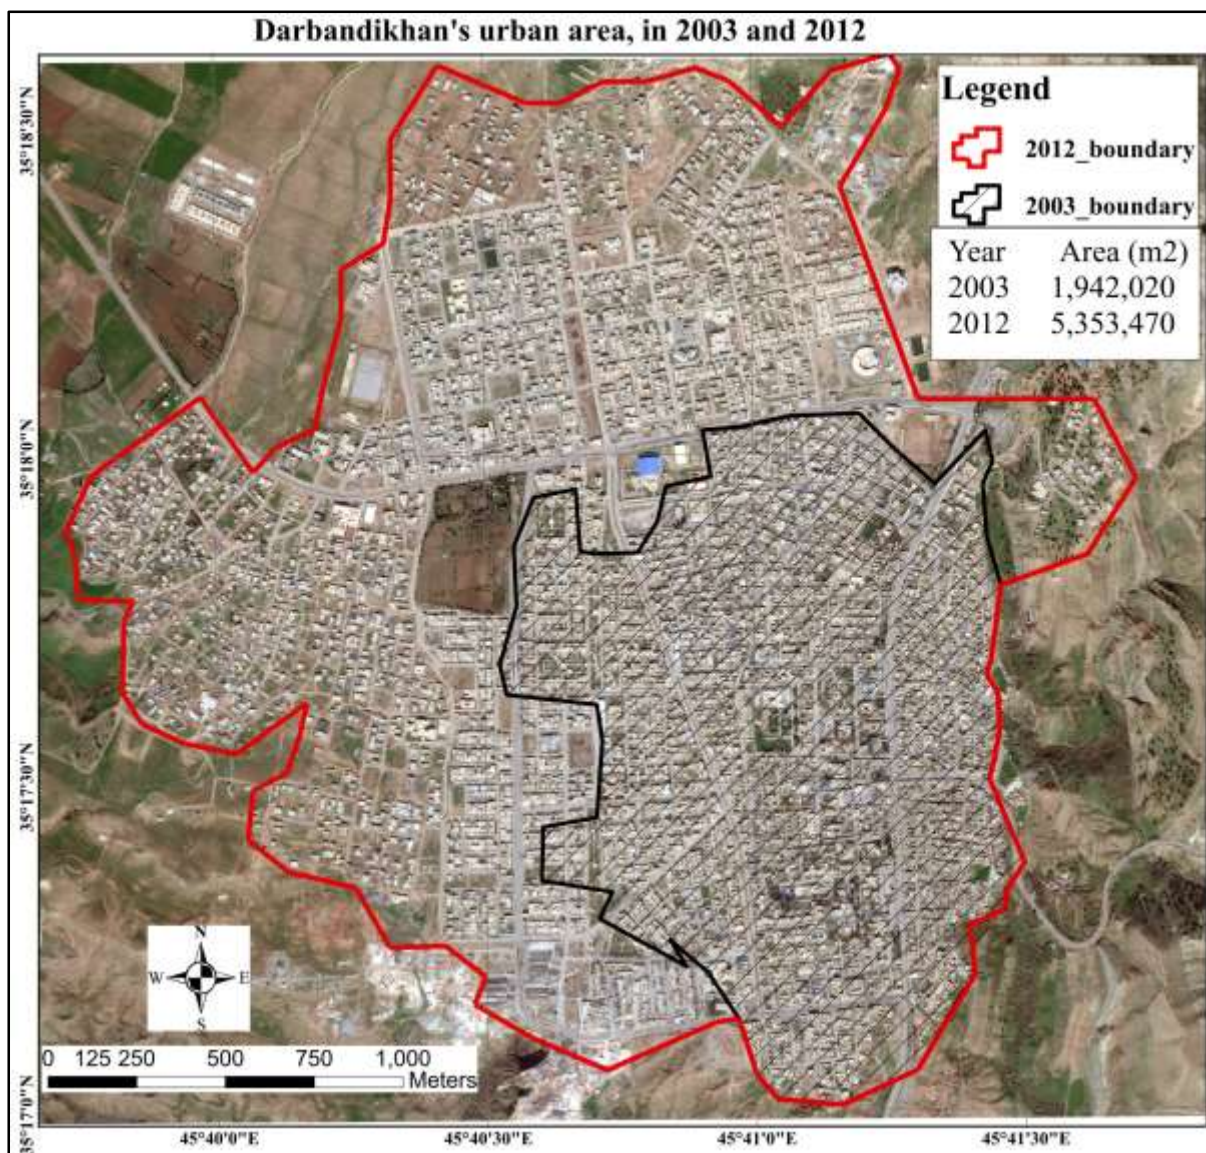 Darbandikhan's urban area, in 2003 and 2012
Legend
2012_boundary
2003_boundary
Year Area (m2)
2003 1,942,020
2012 5,353,470
35°18'30"N
35°18'0"N
35°17'30"N
35°17'0"N
1
N
W E
S
0 125 250 500 750 1,000
Meters
45°40'0"E 45°40'30"E 45°41'0"E 45°41'30"E